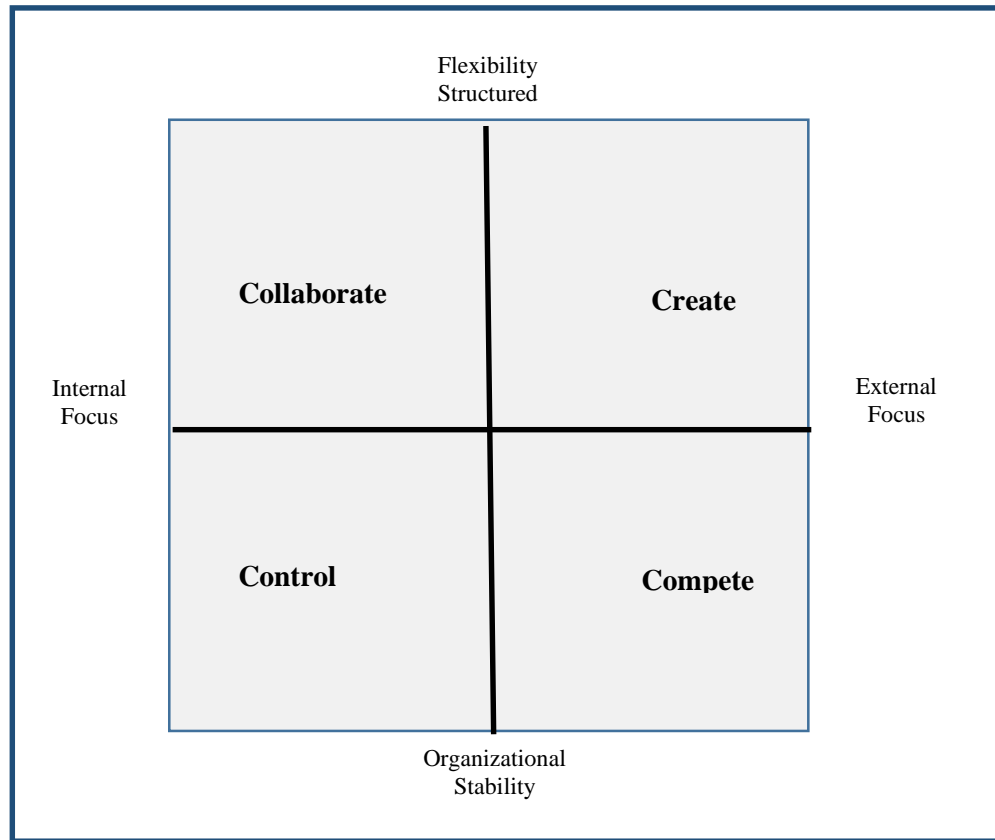 Flexibility
Structured
Collaborate
Create
Internal
Focus
External
Focus
Control
Compete
Organizational
Stability